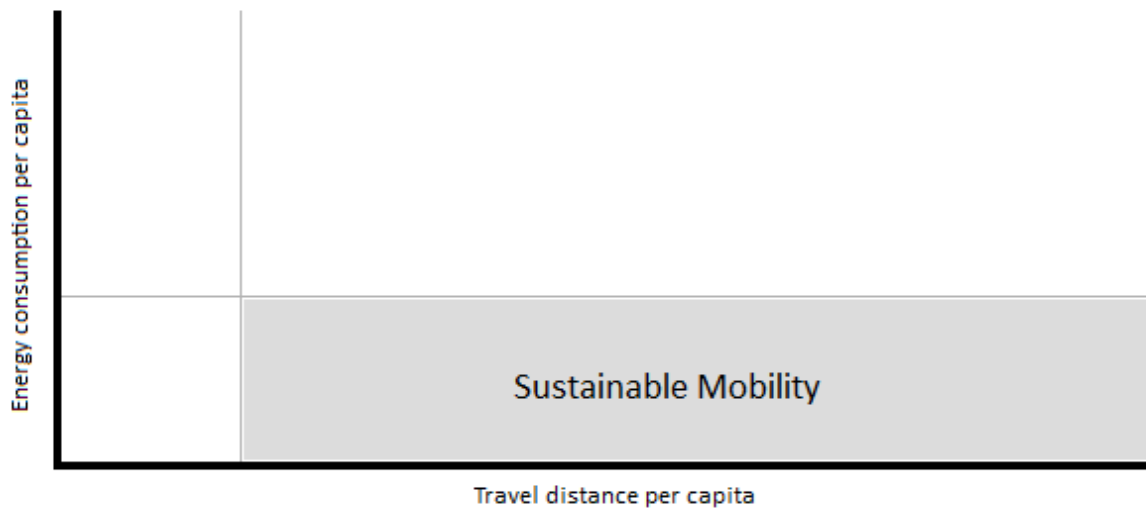 Energy consumption per capita
Sustainable Mobility
Travel distance per capita